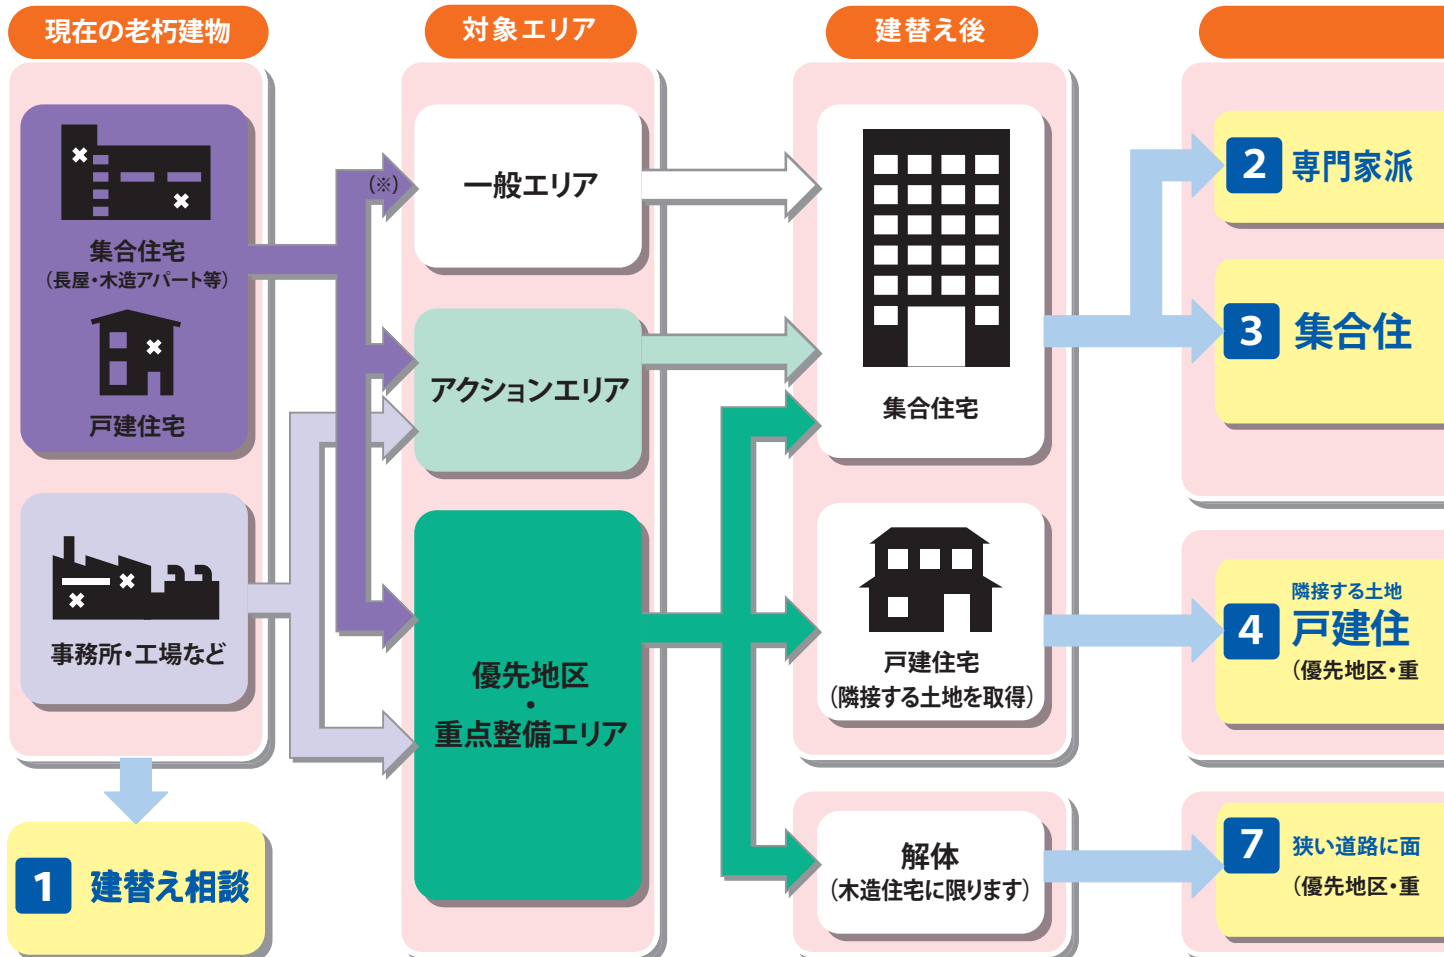 現在の老朽建物
対象エリア
建替え後
集合住宅
(長屋・木造アパート等)
戸建住宅
事務所・工場など
1 建替え相談
(※)
一般エリア
アクションエリア
優先地区
・
重点整備エリア
集合住宅
戸建住宅
(隣接する土地を取得)
解体
(木造住宅に限ります)
2 専門家派
3 集合住
隣接する土地
4 戸建住
(優先地区・重
7 狭い道路に面
(優先地区・重